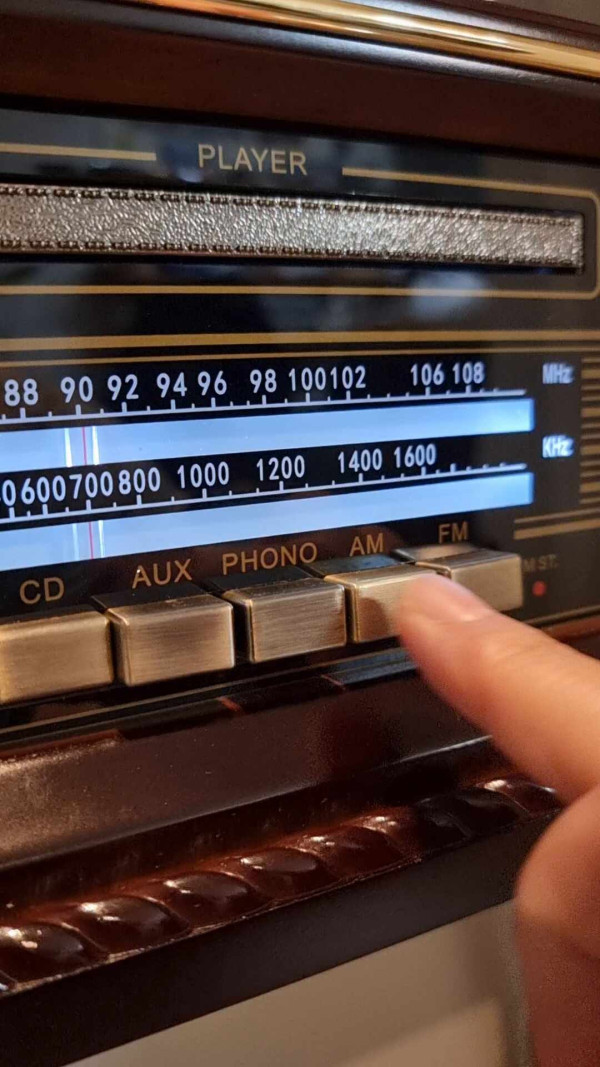 PLAYER
88 90 92 94 96 98 100 102 106 108 MHz
0 600 700 800 1000 1200 1400 1600 KHz
CD AUX PHONO AM FM
M ST.